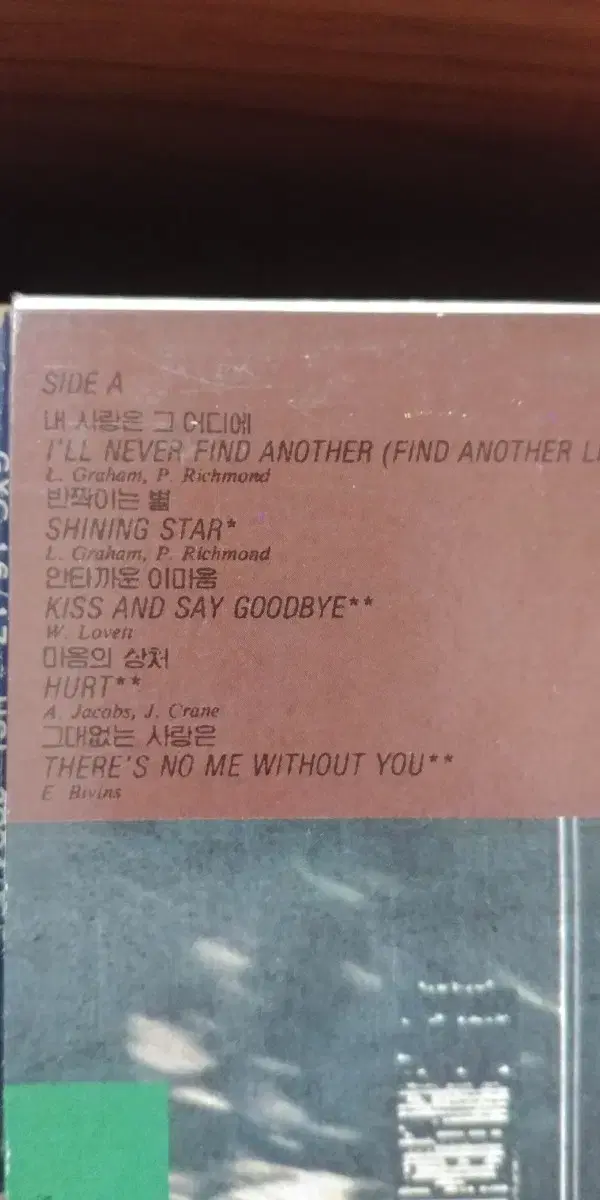 SIDE A
내 사랑은 그 어디에
I'LL NEVER FIND ANOTHER (FIND ANOTHER
L. Graham, P. Richmond
반짝이는 별
SHINING STAR*
L. Graham, P. Richmond
안타까운 이마음
KISS AND SAY GOODBYE**
W. Lovett
마음의 상처
HURT**
A. Jacobs, J. Crane
그대없는 사랑은
THERE'S NO ME WITHOUT YOU**
E. Bivins